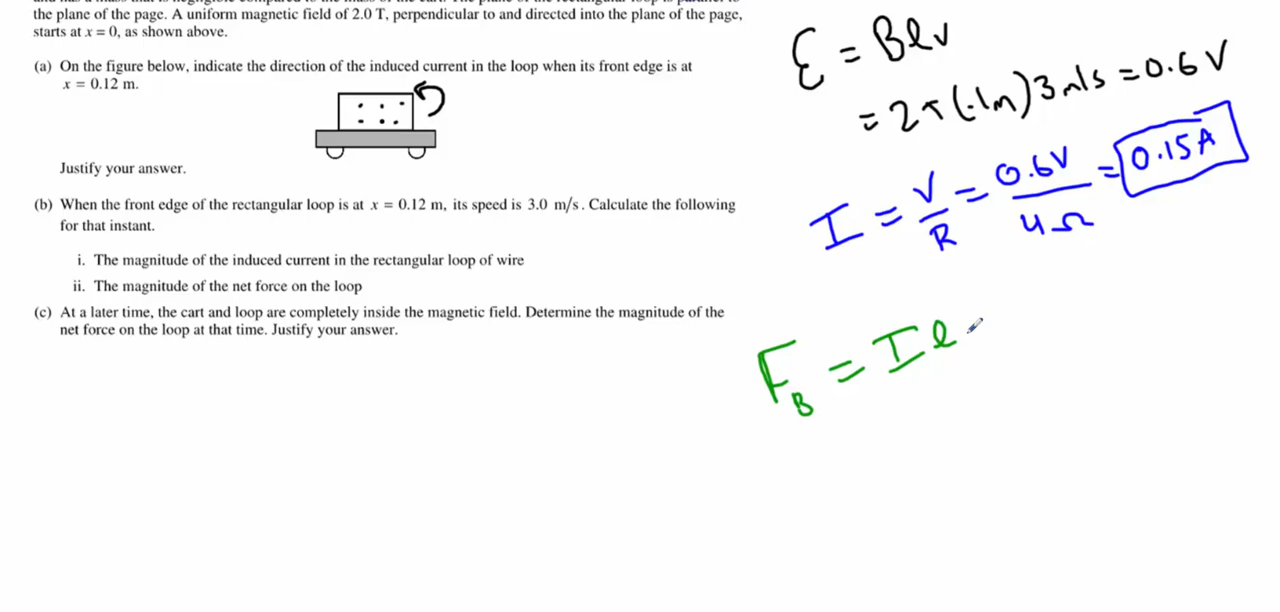 the plane of the page. A uniform magnetic field of 2.0 T, perpendicular to and directed into the plane of the page,
starts at x = 0, as shown above.
(a) On the figure below, indicate the direction of the induced current in the loop when its front edge is at
x = 0.12 m.
Justify your answer.
(b) When the front edge of the rectangular loop is at x = 0.12 m, its speed is 3.0 m/s. Calculate the following
for that instant.
i. The magnitude of the induced current in the rectangular loop of wire
ii. The magnitude of the net force on the loop
(c) At a later time, the cart and loop are completely inside the magnetic field. Determine the magnitude of the
net force on the loop at that time. Justify your answer.
ℰ = Bℓv
= 2T (.1m) 3 m/s = 0.6 V
I = V/R = 0.6V/4Ω = 0.15A
F_B = Iℓ